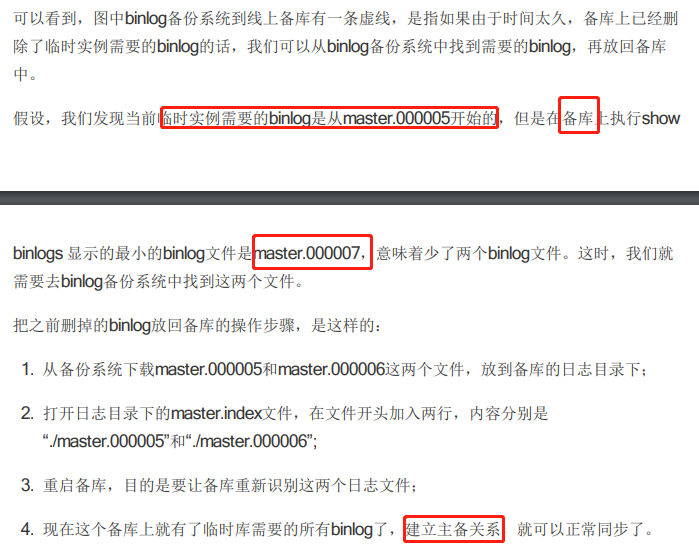 可以看到，图中binlog备份系统到线上备库有一条虚线，是指如果由于时间太久，备库上已经删
除了临时实例需要的binlog的话，我们可以从binlog备份系统中找到需要的binlog，再放回备库
中。
假设，我们发现当前临时实例需要的binlog是从master.000005开始的，但是在备库上执行show
binlogs 显示的最小的binlog文件是master.000007，意味着少了两个binlog文件。这时，我们就
需要去binlog备份系统中找到这两个文件。
把之前删掉的binlog放回备库的操作步骤，是这样的：
1. 从备份系统下载master.000005和master.000006这两个文件，放到备库的日志目录下；
2. 打开日志目录下的master.index文件，在文件开头加入两行，内容分别是
“./master.000005”和“./master.000006”;
3. 重启备库，目的是要让备库重新识别这两个日志文件；
4. 现在这个备库上就有了临时库需要的所有binlog了，建立主备关系 就可以正常同步了。